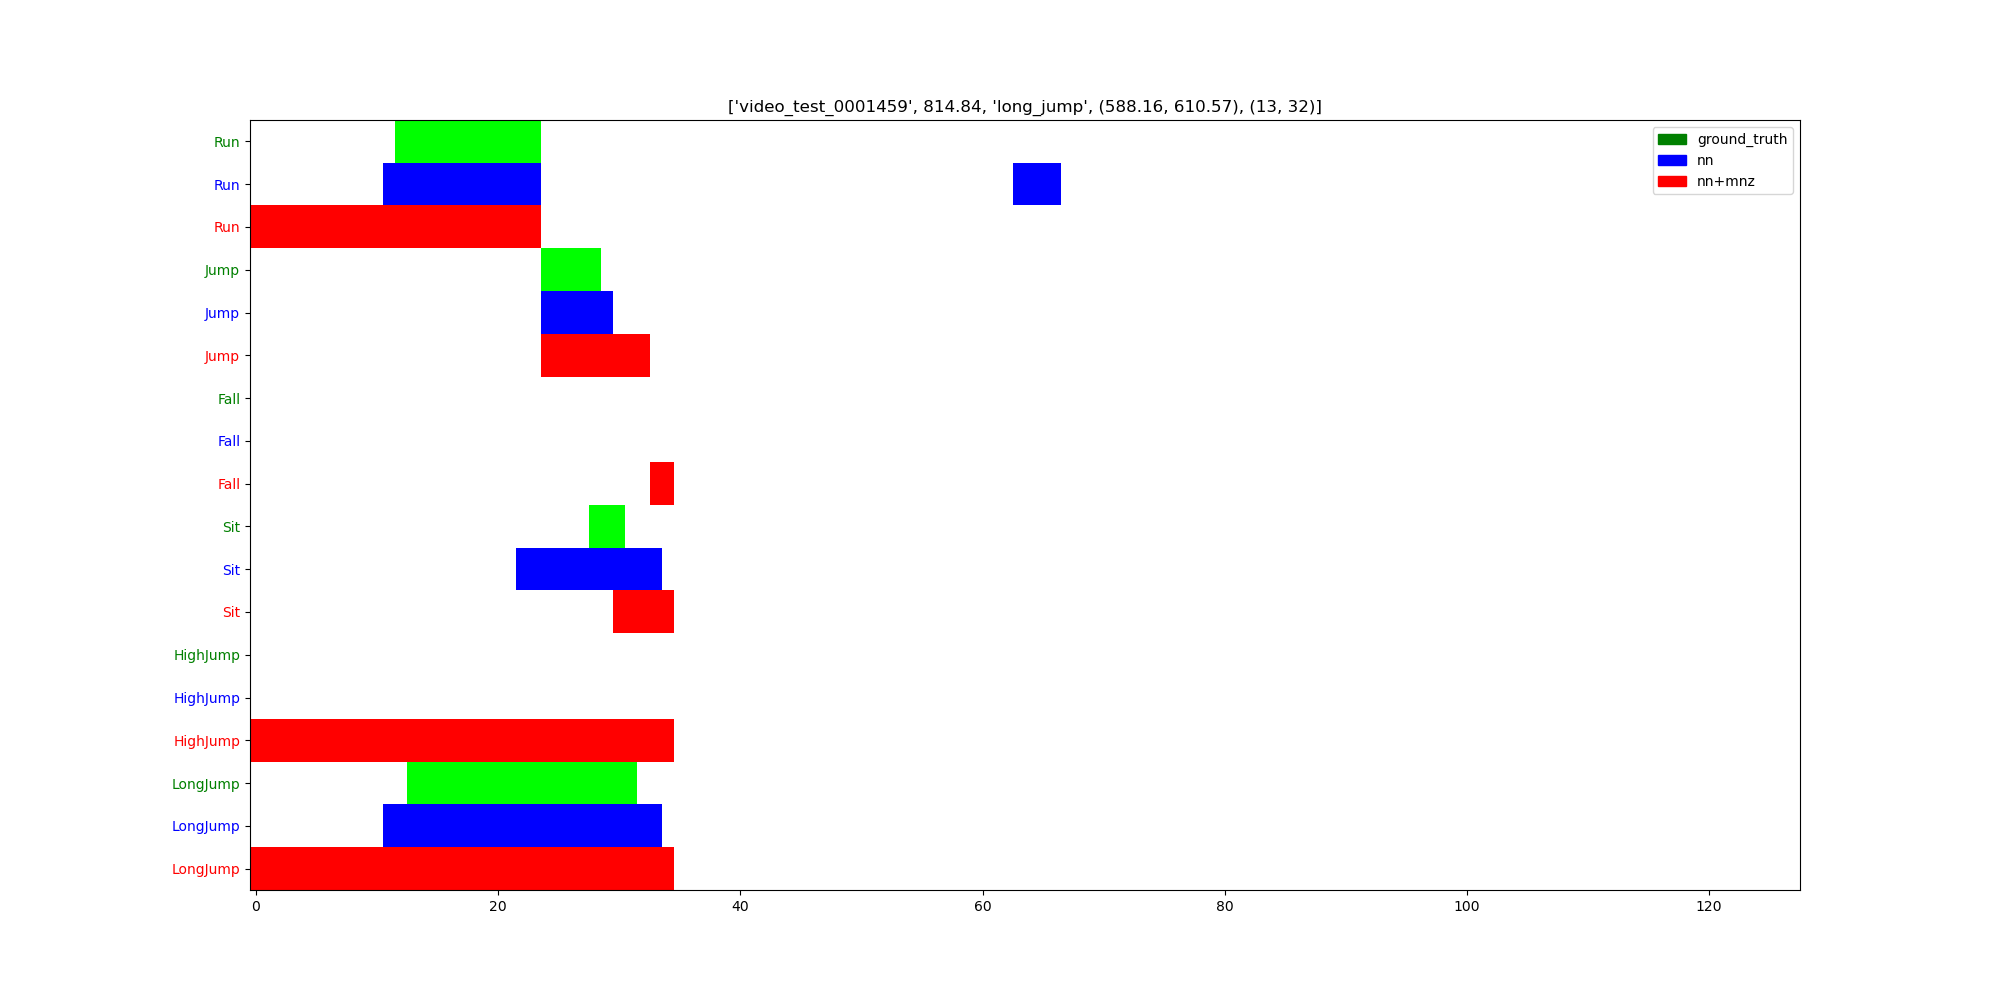 ['video_test_0001459', 814.84, 'long_jump', (588.16, 610.57), (13, 32)]
ground_truth
nn
nn+mnz
Run
Run
Run
Jump
Jump
Jump
Fall
Fall
Fall
Sit
Sit
Sit
HighJump
HighJump
HighJump
LongJump
LongJump
LongJump
0 20 40 60 80 100 120